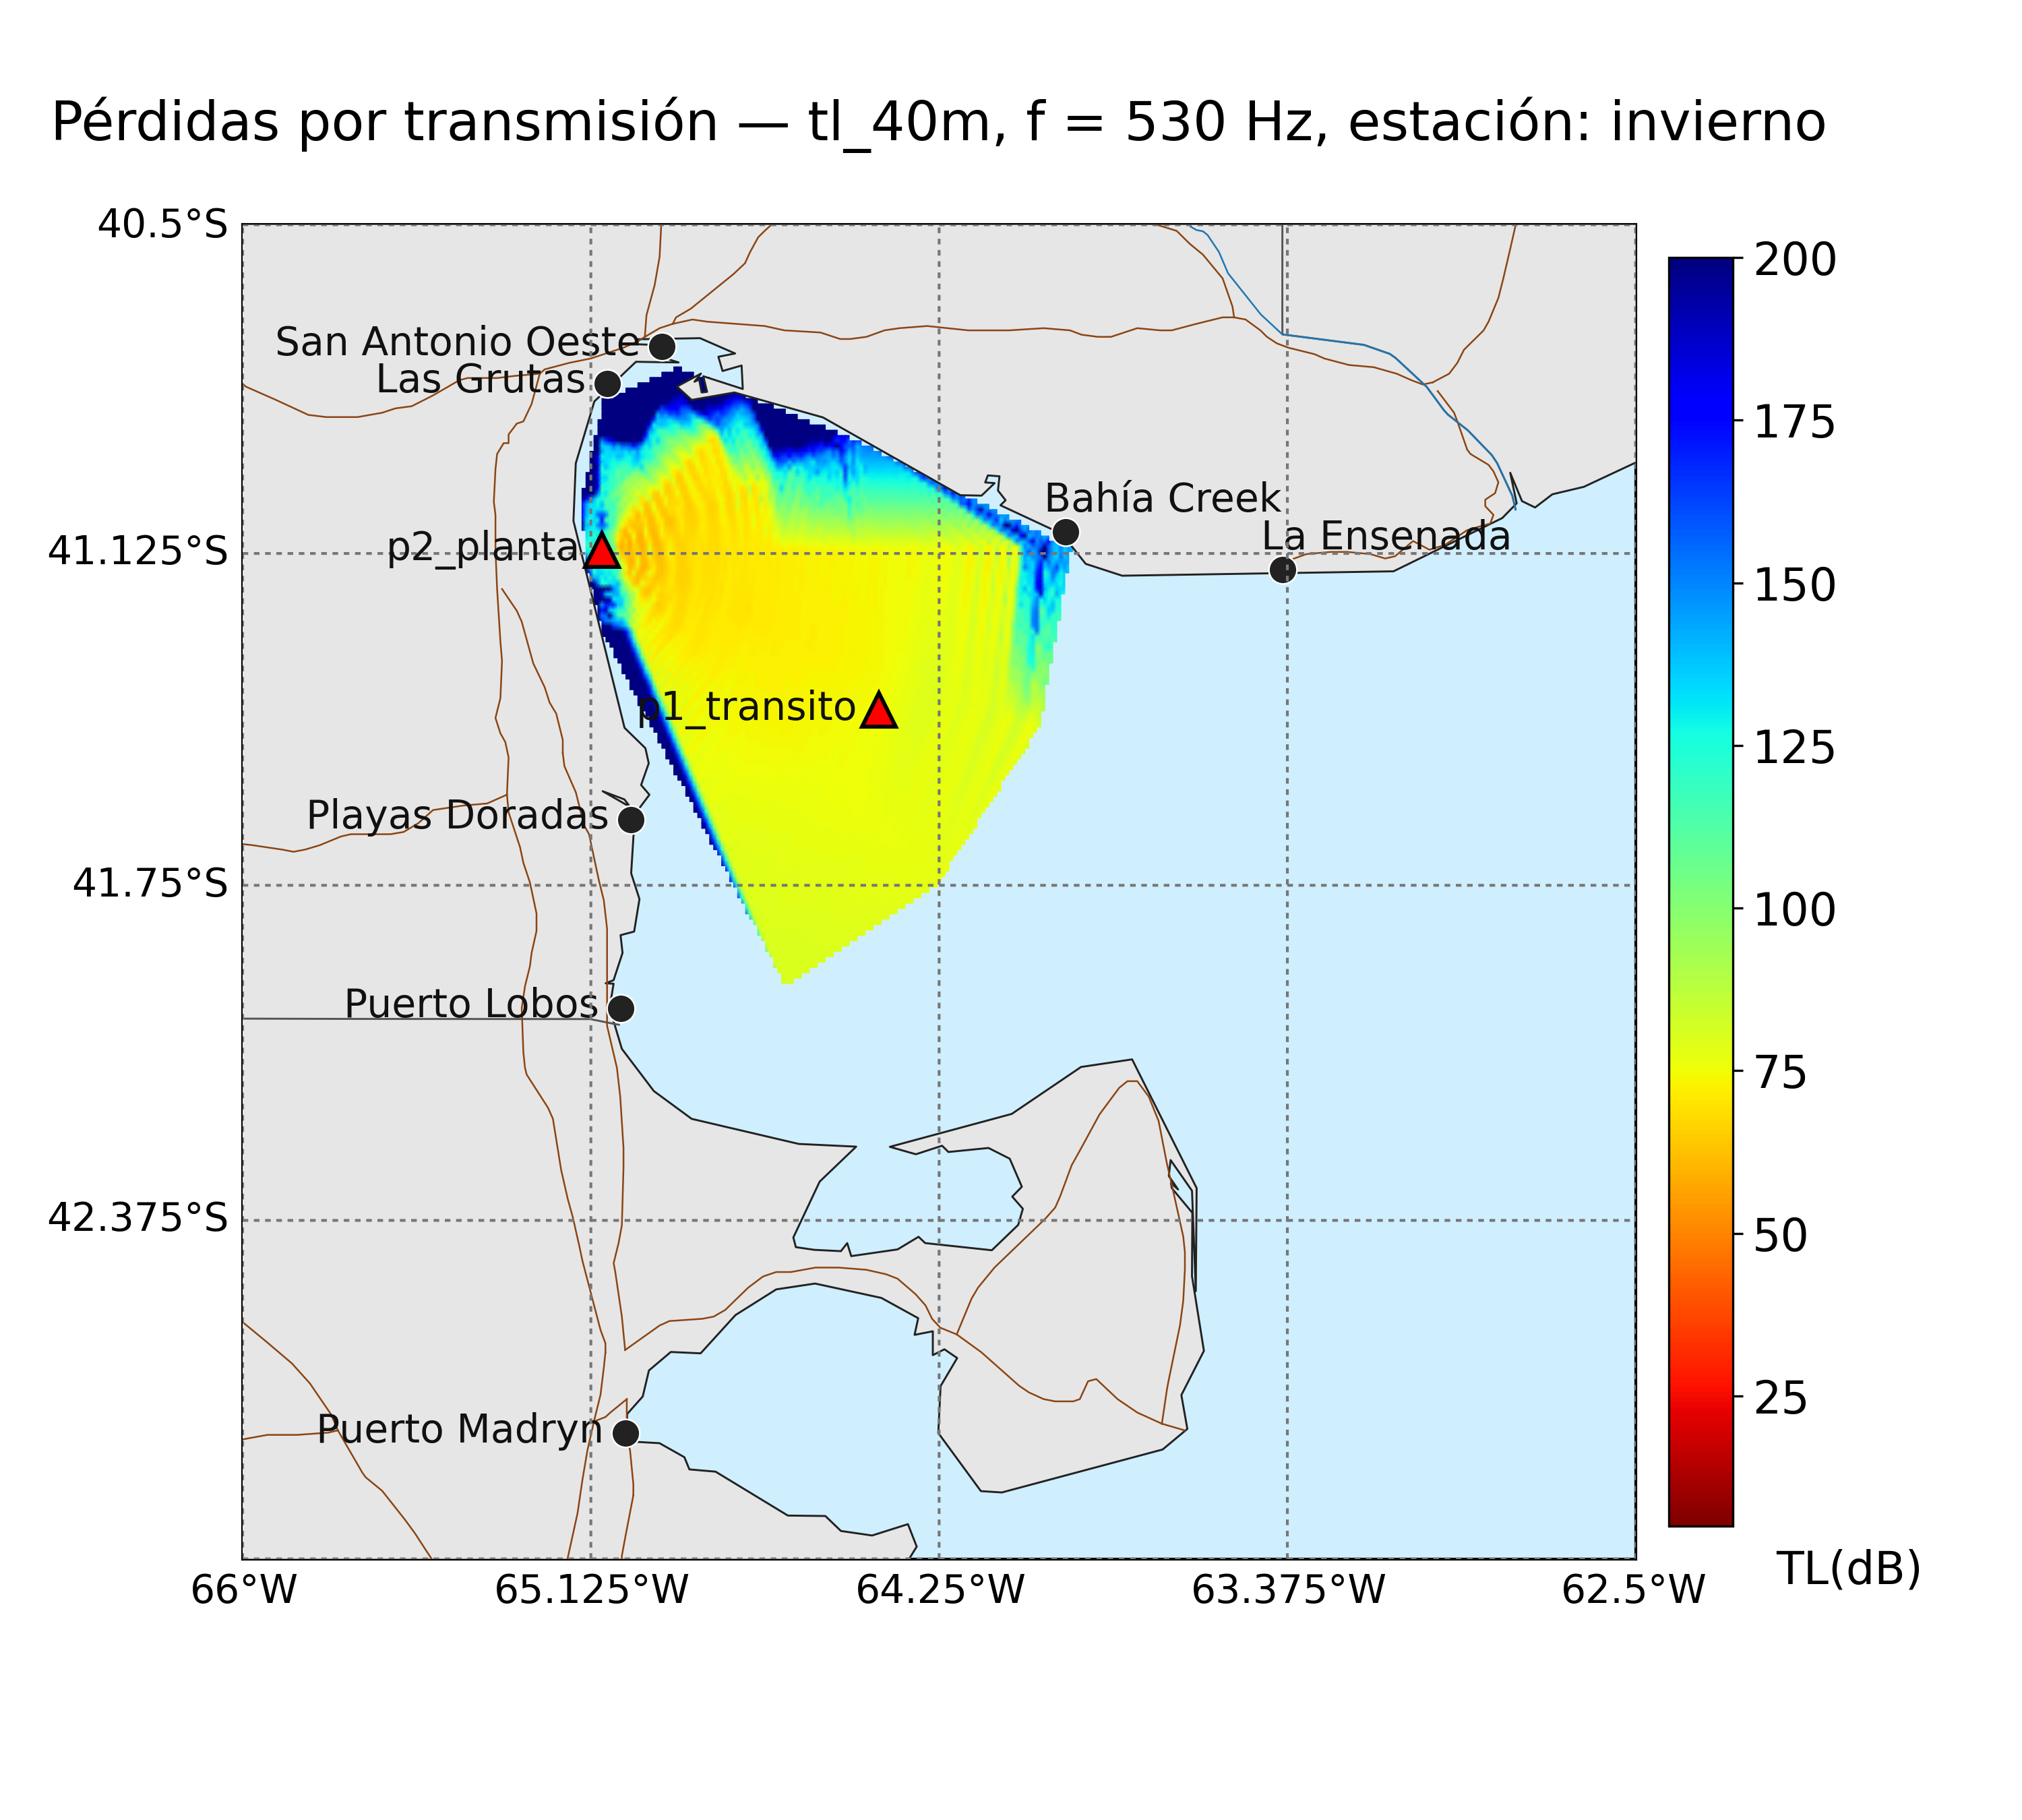 Pérdidas por transmisión — tl_40m, f = 530 Hz, estación: invierno
40.5°S
200
San Antonio Oeste
Las Grutas
175
Bahía Creek
La Ensenada
p2_planta
41.125°S
150
p1_transito
125
Playas Doradas
41.75°S
100
Puerto Lobos
75
42.375°S
50
25
Puerto Madryn
TL(dB)
66°W
65.125°W
64.25°W
63.375°W
62.5°W